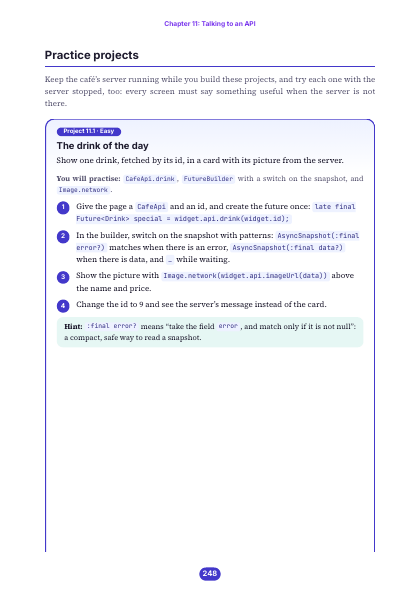 Chapter 11: Talking to an API
Practice projects
Keep the café's server running while you build these projects, and try each one with the
server stopped, too: every screen must say something useful when the server is not
there.
Project 11.1 · Easy
The drink of the day
Show one drink, fetched by its id, in a card with its picture from the server.
You will practise: CafeApi.drink, FutureBuilder with a switch on the snapshot, and
Image.network.
1 Give the page a CafeApi and an id, and create the future once: late final
Future<Drink> special = widget.api.drink(widget.id);
2 In the builder, switch on the snapshot with patterns: AsyncSnapshot(:final
error?) matches when there is an error, AsyncSnapshot(:final data?)
when there is data, and _ while waiting.
3 Show the picture with Image.network(widget.api.imageUrl(data)) above
the name and price.
4 Change the id to 9 and see the server's message instead of the card.
Hint: :final error? means “take the field error, and match only if it is not null”:
a compact, safe way to read a snapshot.
248